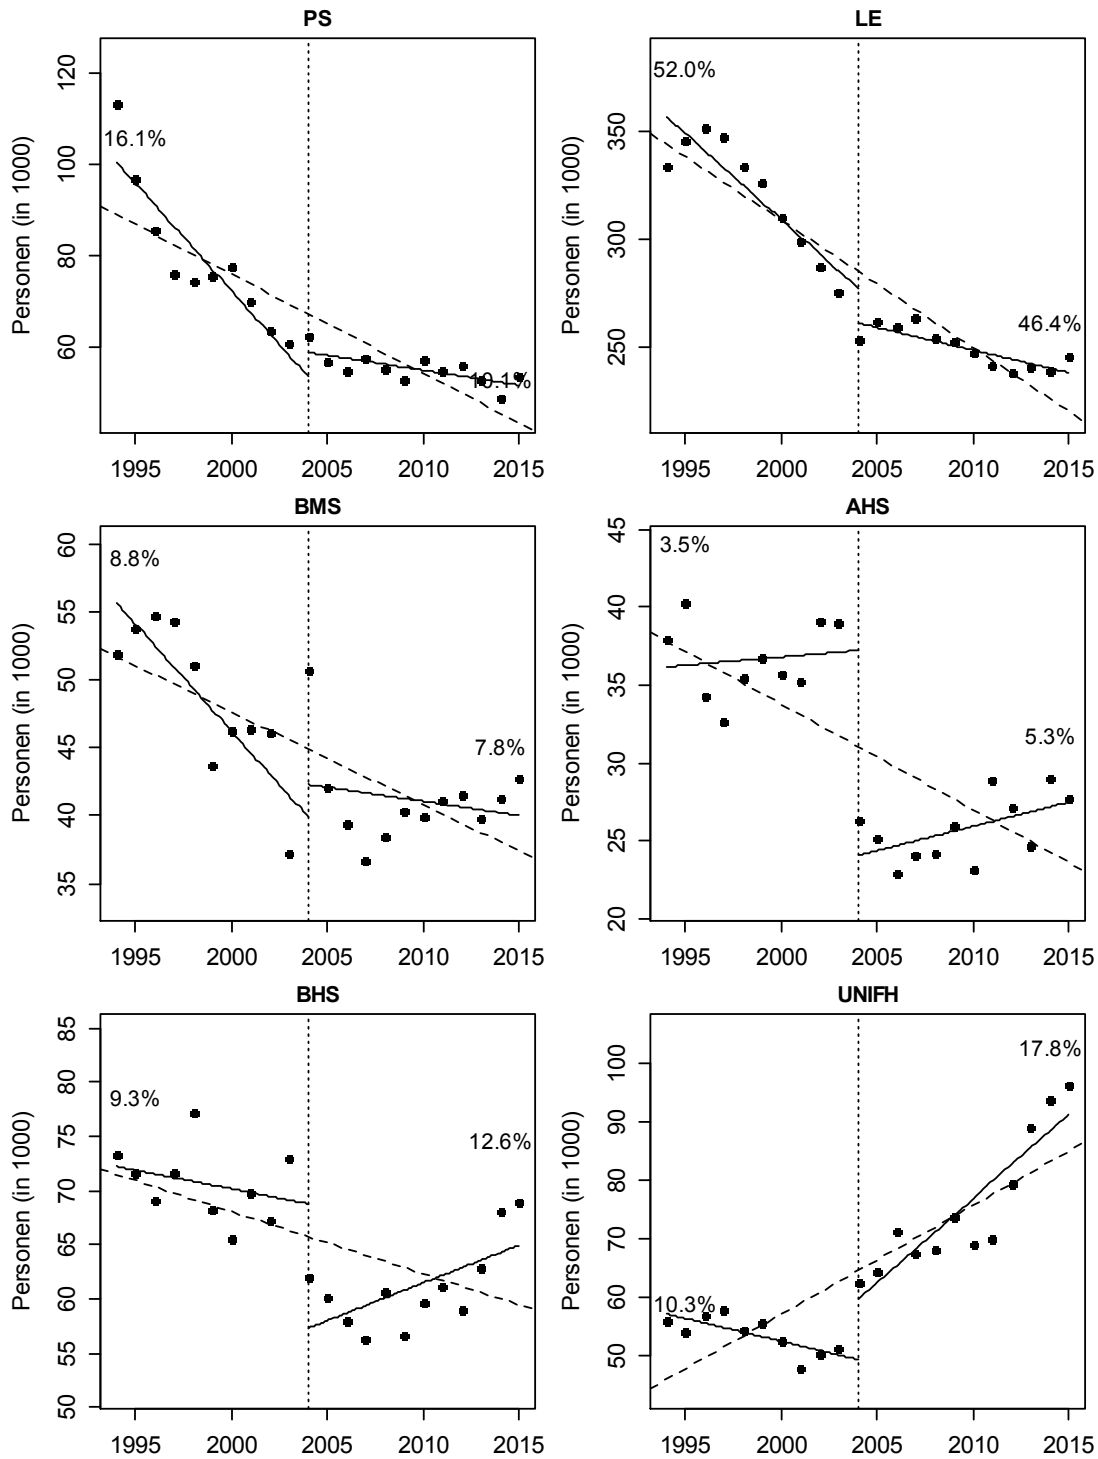 PS
Personen (in 1000)
120
100
80
60
16.1%
10.1%
1995 2000 2005 2010 2015
LE
Personen (in 1000)
350
300
250
52.0%
46.4%
1995 2000 2005 2010 2015
BMS
Personen (in 1000)
60
55
50
45
40
35
8.8%
7.8%
1995 2000 2005 2010 2015
AHS
Personen (in 1000)
45
40
35
30
25
20
3.5%
5.3%
1995 2000 2005 2010 2015
BHS
Personen (in 1000)
85
80
75
70
65
60
55
50
9.3%
12.6%
1995 2000 2005 2010 2015
UNIFH
Personen (in 1000)
100
90
80
70
60
50
17.8%
10.3%
1995 2000 2005 2010 2015